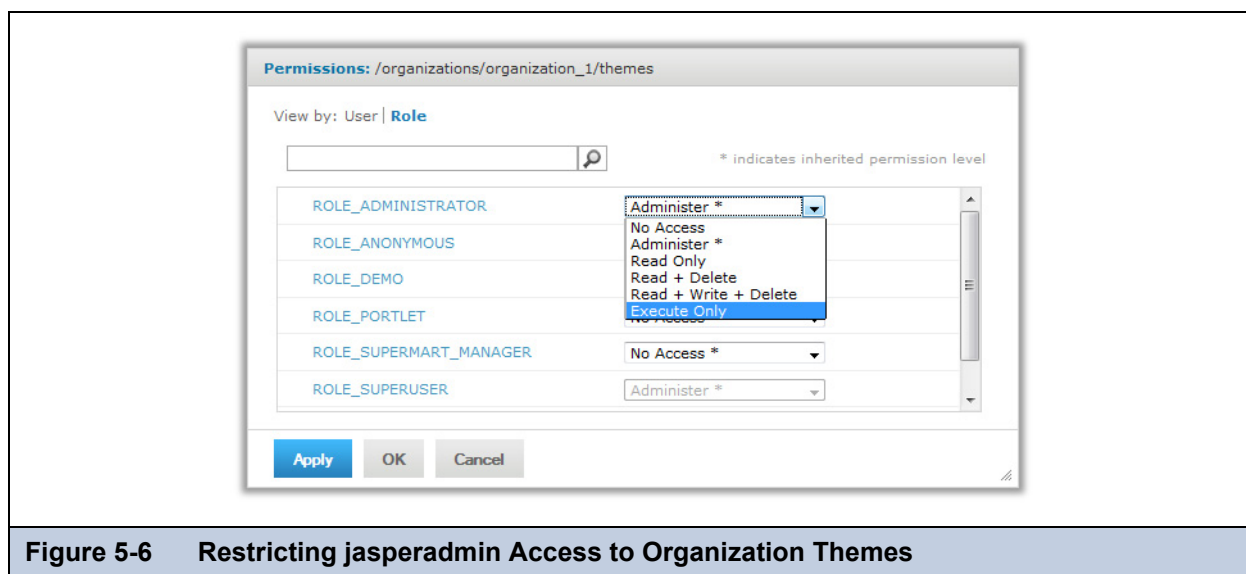 Permissions: /organizations/organization_1/themes
View by: User | Role
* indicates inherited permission level
ROLE_ADMINISTRATOR Administer *
No Access
ROLE_ANONYMOUS Administer *
Read Only
ROLE_DEMO Read + Delete
Read + Write + Delete
Execute Only
ROLE_PORTLET No Access
ROLE_SUPERMART_MANAGER No Access *
ROLE_SUPERUSER Administer *
Apply OK Cancel
Figure 5-6 Restricting jasperadmin Access to Organization Themes